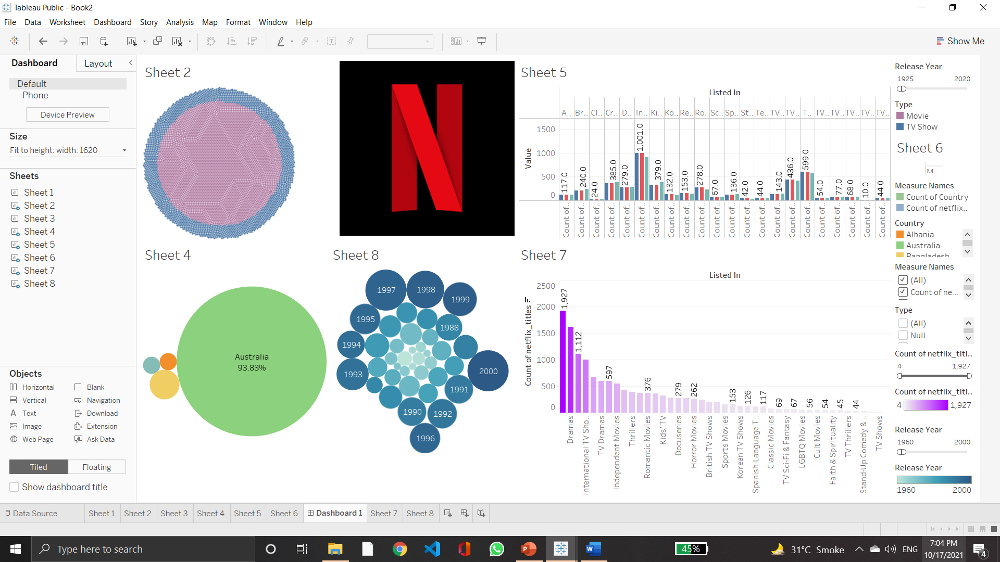 Tableau Public - Book2
File Data Worksheet Dashboard Story Analysis Map Format Window Help
Show Me
Dashboard Layout
Default
Phone
Device Preview
Size
Fit to height: width: 1620
Sheets
Sheet 1
Sheet 2
Sheet 3
Sheet 4
Sheet 5
Sheet 6
Sheet 7
Sheet 8
Objects
Horizontal Blank
Vertical Navigation
Text Download
Image Extension
Web Page Ask Data
Tiled Floating
Show dashboard title
Sheet 2
Sheet 5
Listed In
A.. Br.. Cl.. Cr.. D.. In.. Ki.. Ko.. Re.. Ro.. Sc.. Sp.. St.. Te.. TV.. TV.. T.. TV.. TV.. TV.. TV.. TV..
Value
1500
1000
500
0
117.0 240.0 24.0 385.0 279.0 1,001.0 379.0 132.0 153.0 278.0 67.0 136.0 42.0 44.0 143.0 436.0 599.0 54.0 77.0 68.0 10.0 44.0
Count of.. Count of.. Count of.. Count of.. Count of.. Count of.. Count of.. Count of.. Count of.. Count of.. Count of.. Count of.. Count of.. Count of.. Count of.. Count of.. Count of.. Count of.. Count of.. Count of.. Count of.. Count of..
Sheet 4
Australia
93.83%
Sheet 8
1997
1998
1999
1995
1988
1994
1993
2000
1991
1990
1992
1996
Sheet 7
Listed In
Count of netflix_titles
2500
2000
1500
1000
500
0
1,927 1,112 597 376 279 262 153 126 117 69 67 56 54 45 44
Dramas
International TV Sho..
TV Dramas
Independent Movies
Thrillers
Romantic Movies
Kids' TV
Docuseries
Horror Movies
British TV Shows
Sports Movies
Korean TV Shows
Spanish-Language T..
Classic Movies
TV Sci-Fi & Fantasy
LGBTQ Movies
Cult Movies
Faith & Spirituality
TV Thrillers
Stand-Up Comedy & ..
TV Shows
Release Year
1925 2020
Type
Movie
TV Show
Sheet 6
M
Measure Names
Count of Country
Count of netflix..
Country
Albania
Australia
Bangladesh
Measure Names
(All)
Count of ne...
Type
(All)
Null
Count of netflix_titl..
4 1,927
Count of netflix_titl..
4 1,927
Release Year
1960 2000
Release Year
1960 2000
Data Source Sheet 1 Sheet 2 Sheet 3 Sheet 4 Sheet 5 Sheet 6 Dashboard 1 Sheet 7 Sheet 8
Type here to search
45%
31°C Smoke
ENG
7:04 PM
10/17/2021
4